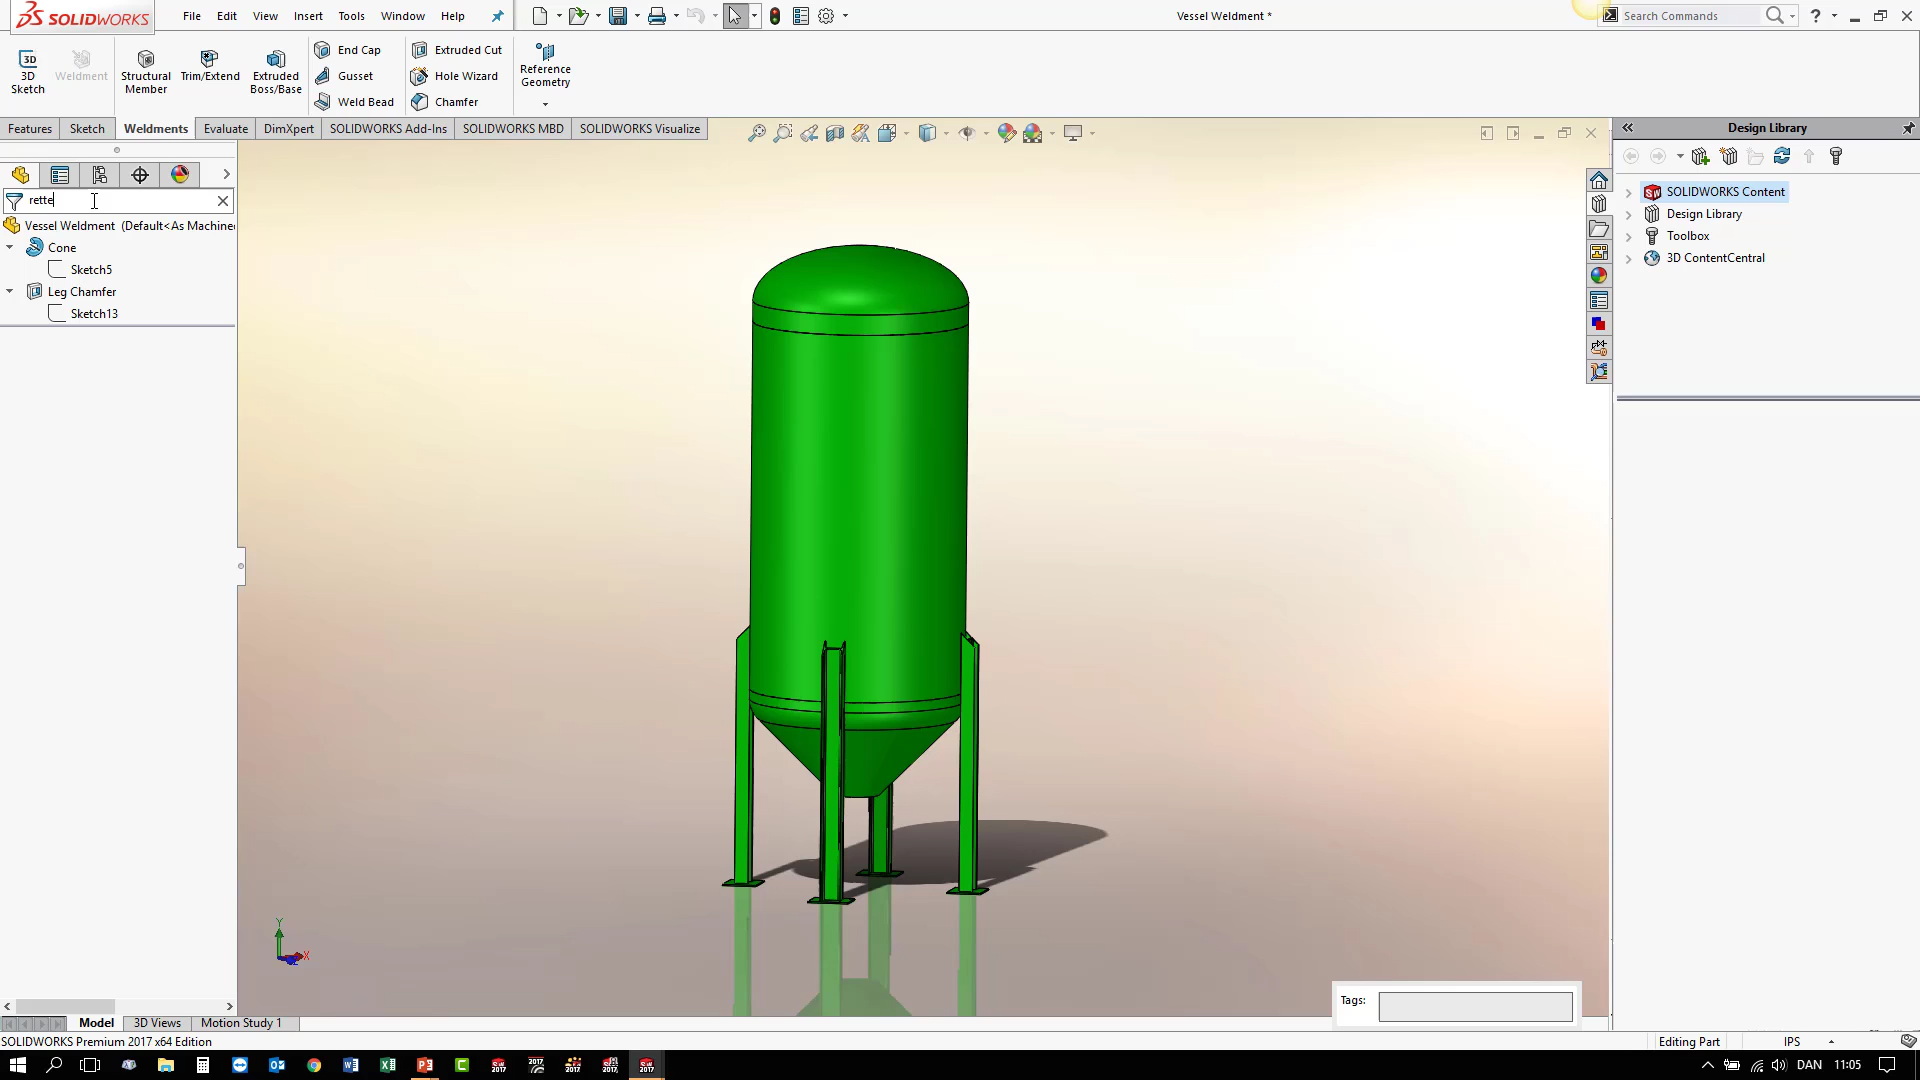 SOLIDWORKS
File Edit View Insert Tools Window Help
Vessel Weldment *
Search Commands
3D Sketch
Weldment
Structural Member
Trim/Extend
Extruded Boss/Base
End Cap
Gusset
Weld Bead
Extruded Cut
Hole Wizard
Chamfer
Reference Geometry
Features Sketch Weldments Evaluate DimXpert SOLIDWORKS Add-Ins SOLIDWORKS MBD SOLIDWORKS Visualize
rette
Vessel Weldment (Default<As Machine
Cone
Sketch5
Leg Chamfer
Sketch13
Design Library
SOLIDWORKS Content
Design Library
Toolbox
3D ContentCentral
Y
X
Tags:
Model 3D Views Motion Study 1
SOLIDWORKS Premium 2017 x64 Edition
Editing Part
IPS
DAN 11:05